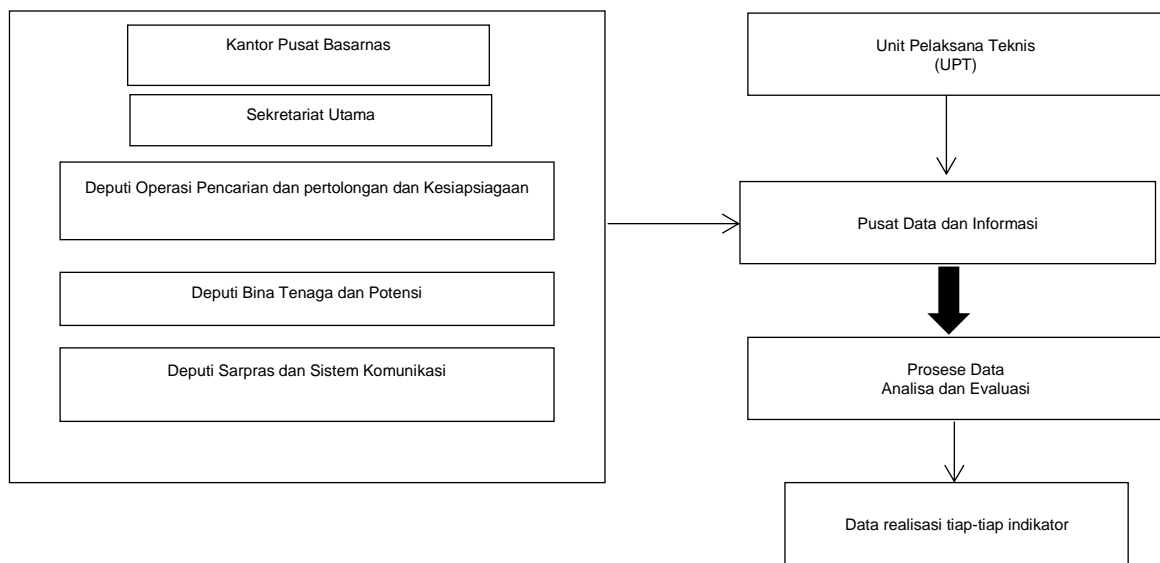 Kantor Pusat Basarnas
Sekretariat Utama
Deputi Operasi Pencarian dan pertolongan dan Kesiapsiagaan
Deputi Bina Tenaga dan Potensi
Deputi Sarpras dan Sistem Komunikasi
Unit Pelaksana Teknis
(UPT)
Pusat Data dan Informasi
Prosese Data
Analisa dan Evaluasi
Data realisasi tiap-tiap indikator